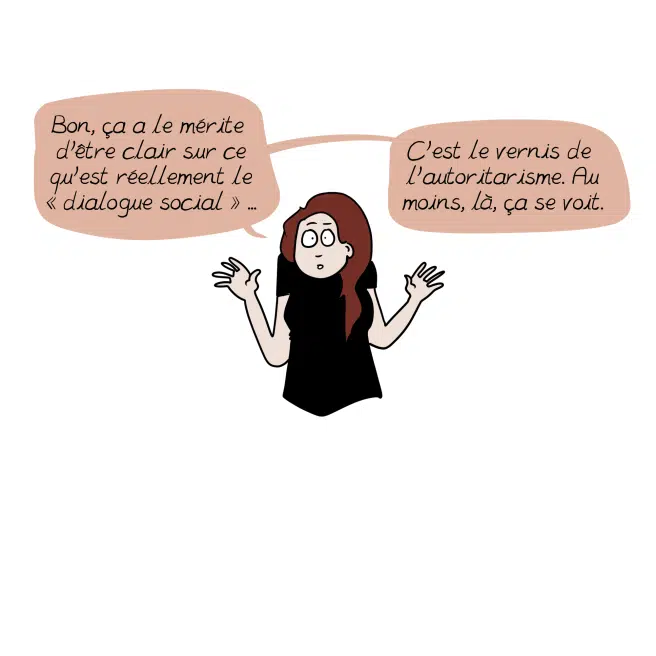 Bon, ça a le mérite
d'être clair sur ce
qu'est réellement le
« dialogue social » ...
C'est le vernis de
l'autoritarisme. Au
moins, là, ça se voit.